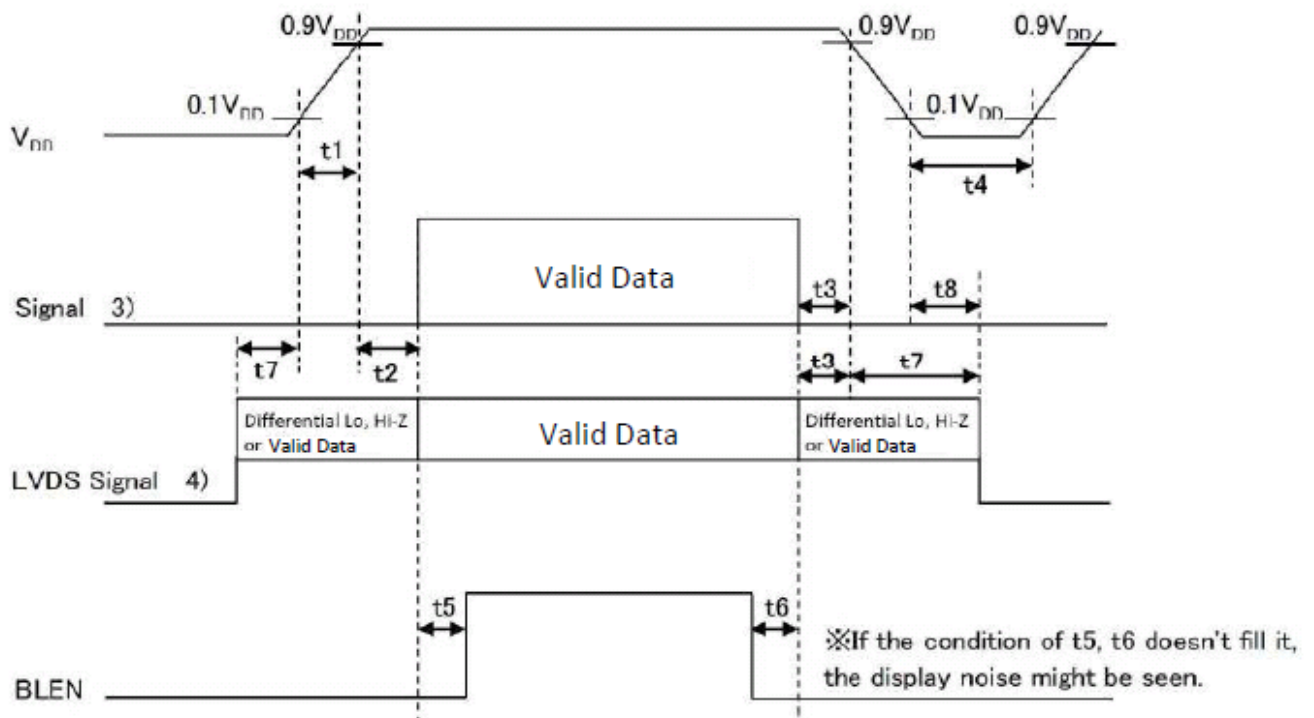 0.9VDD
0.9VDD
0.9VDD
0.1VDD
0.1VDD
VDD
t1
t4
Valid Data
Signal 3)
t3
t8
t7
t2
t3
t7
Differential Lo, Hi-Z
or Valid Data
Valid Data
Differential Lo, Hi-Z
or Valid Data
LVDS Signal 4)
t5
t6
※If the condition of t5, t6 doesn't fill it,
the display noise might be seen.
BLEN